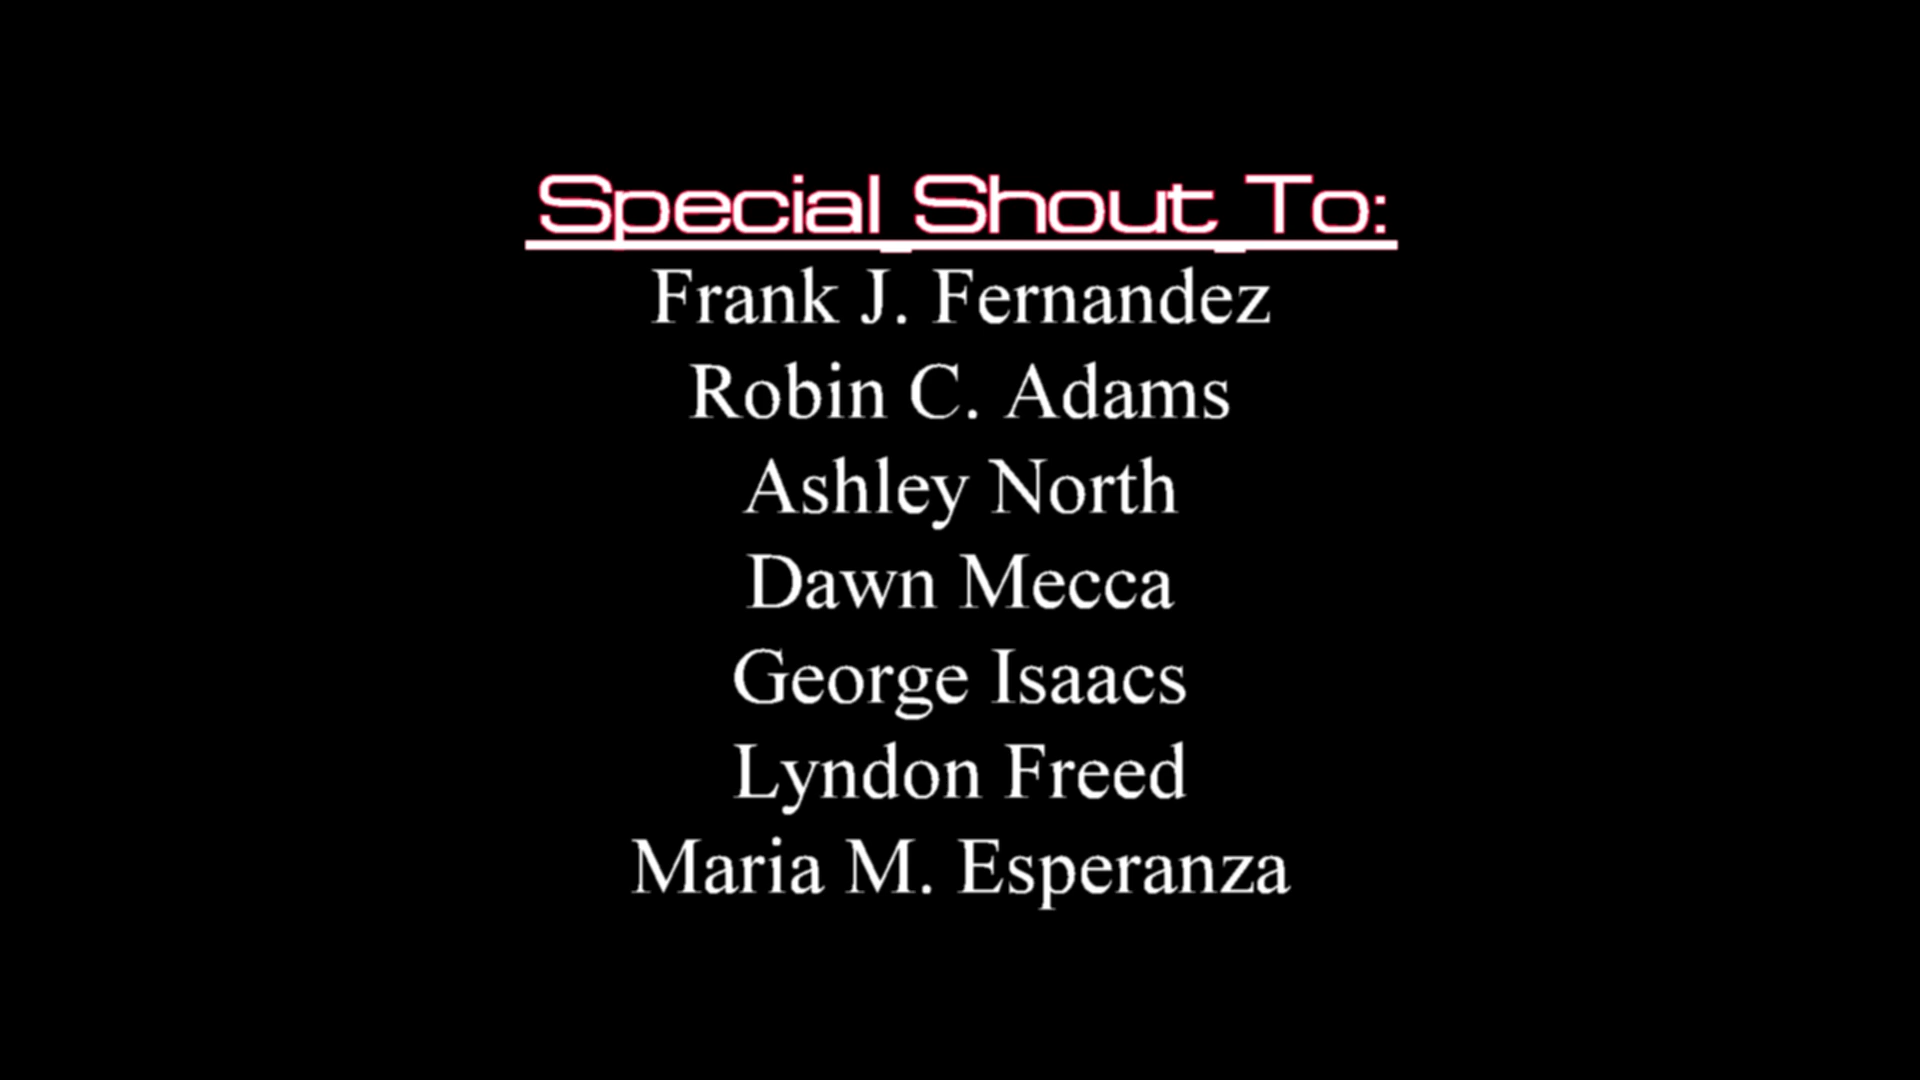 Special Shout To:
Frank J. Fernandez
Robin C. Adams
Ashley North
Dawn Mecca
George Isaacs
Lyndon Freed
Maria M. Esperanza